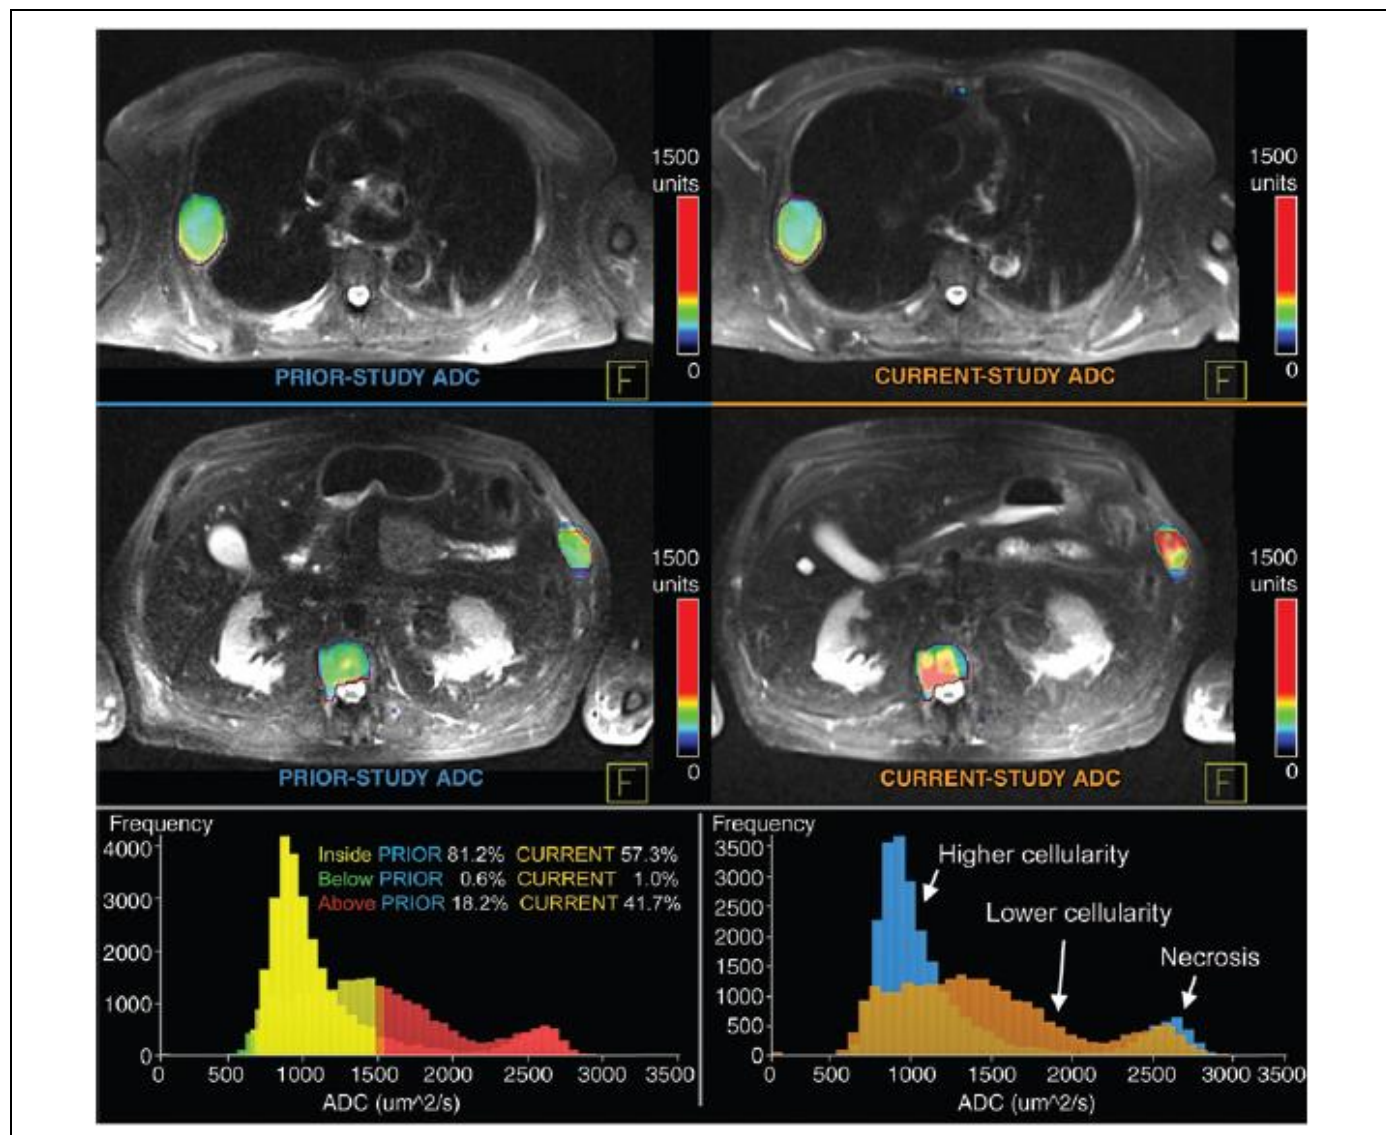 1500
units
0
PRIOR-STUDY ADC
F
1500
units
0
CURRENT-STUDY ADC
F
1500
units
0
PRIOR-STUDY ADC
F
1500
units
0
CURRENT-STUDY ADC
F
Frequency
4000
3000
2000
1000
0
Inside PRIOR 81.2% CURRENT 57.3%
Below PRIOR 0.6% CURRENT 1.0%
Above PRIOR 18.2% CURRENT 41.7%
0 500 1000 1500 2000 2500 3000 3500
ADC (um^2/s)
Frequency
3500
3000
2500
2000
1500
1000
500
0
Higher cellularity
Lower cellularity
Necrosis
0 500 1000 1500 2000 2500 3000 3500
ADC (um^2/s)